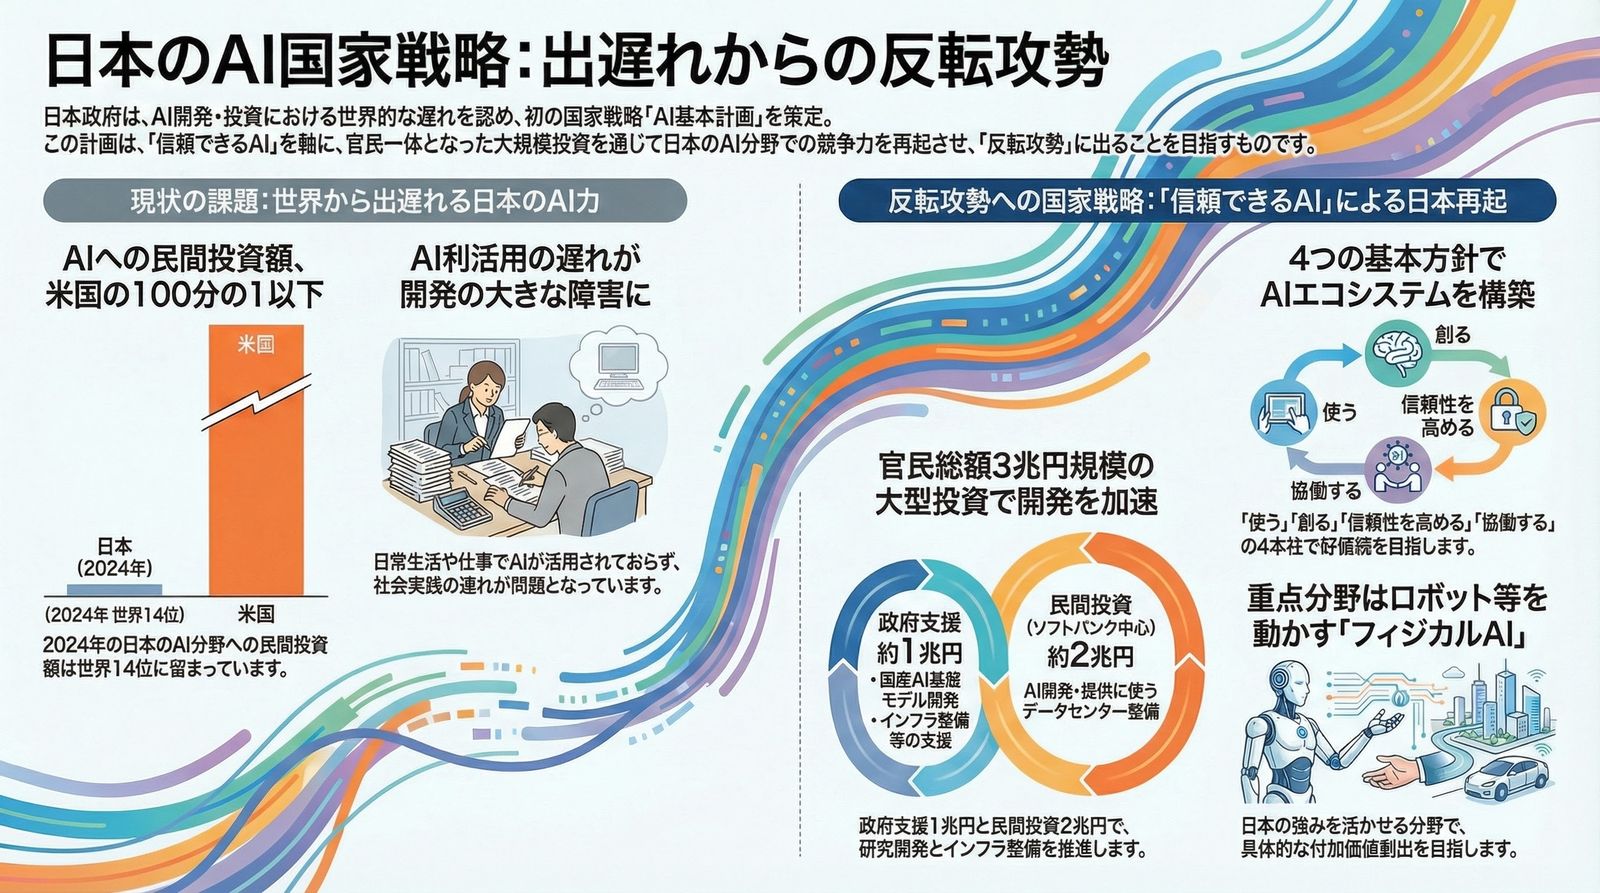 日本のAI国家戦略：出遅れからの反転攻勢
日本政府は、AI開発・投資における世界的な遅れを認め、初の国家戦略「AI基本計画」を策定。
この計画は、「信頼できるAI」を軸に、官民一体となった大規模投資を通じて日本のAI分野での競争力を再起させ、「反転攻勢」に出ることを目指すものです。
現状の課題：世界から出遅れる日本のAI力
AIへの民間投資額、
米国の100分の1以下
米国
日本
（2024年）
（2024年 世界14位）
米国
2024年の日本のAI分野への民間投資
額は世界14位に留まっています。
AI利活用の遅れが
開発の大きな障害に
日常生活や仕事でAIが活用されておらず、
社会実践の連れが問題となっています。
反転攻勢への国家戦略：「信頼できるAI」による日本再起
官民総額3兆円規模の
大型投資で開発を加速
政府支援
約1兆円
・国産AI基盤
モデル開発
・インフラ整備
等の支援
民間投資
（ソフトバンク中心）
約2兆円
AI開発・提供に使う
データセンター整備
政府支援1兆円と民間投資2兆円で、
研究開発とインフラ整備を推進します。
4つの基本方針で
AIエコシステムを構築
創る
使う
信頼性を
高める
協働する
「使う」「創る」「信頼性を高める」「協働する」
の4本社で好値続を目指します。
重点分野はロボット等を
動かす「フィジカルAI」
日本の強みを活かせる分野で、
具体的な付加価値創出を目指します。